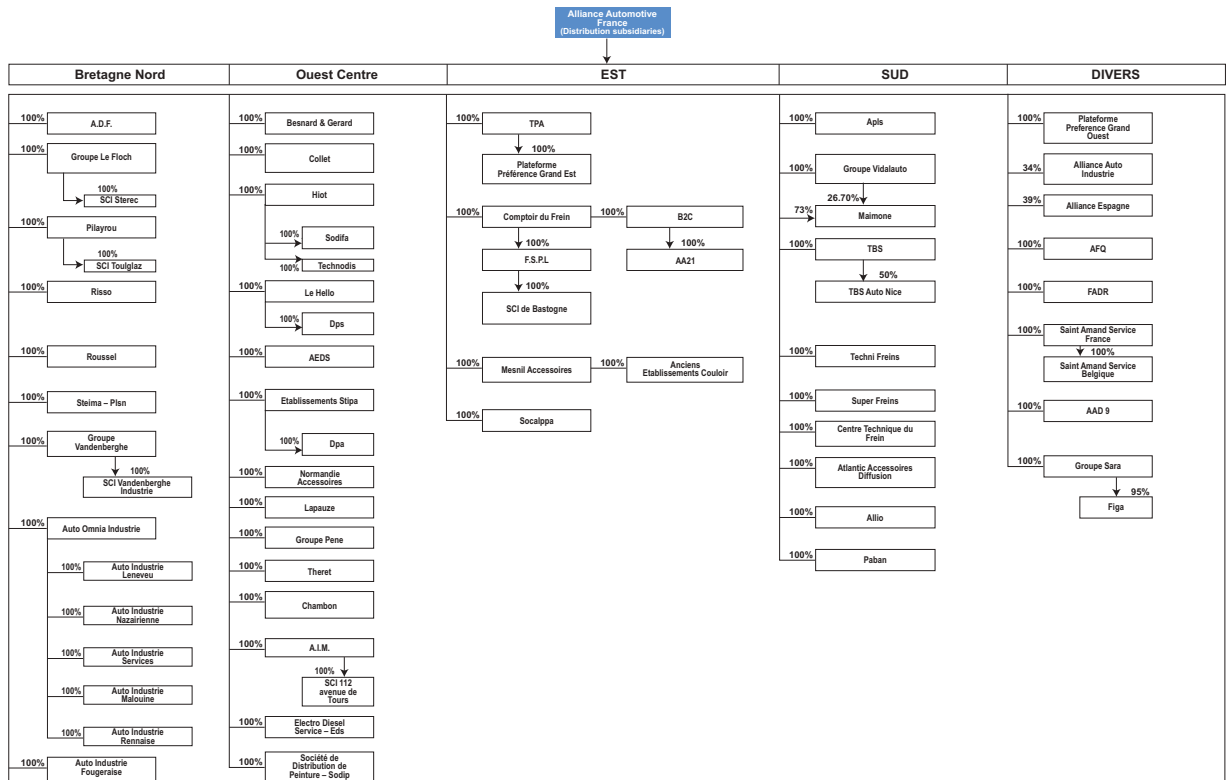 Alliance Automotive
France
(Distribution subsidiaries)
Bretagne Nord
Ouest Centre
EST
SUD
DIVERS
100%
A.D.F.
100%
Groupe Le Floch
100%
SCI Sterec
100%
Pilayrou
100%
SCI Toulglaz
100%
Risso
100%
Roussel
100%
Steima – Plsn
100%
Groupe
Vandenberghe
100%
SCI Vandenberghe
Industrie
100%
Auto Omnia Industrie
100%
Auto Industrie
Leneveu
100%
Auto Industrie
Nazairienne
100%
Auto Industrie
Services
100%
Auto Industrie
Malouine
100%
Auto Industrie
Rennaise
100%
Auto Industrie
Fougeraise
100%
Besnard & Gerard
100%
Collet
100%
Hiot
100%
Sodifa
100%
Technodis
100%
Le Hello
100%
Dps
100%
AEDS
100%
Etablissements Stipa
100%
Dpa
100%
Normandie
Accessoires
100%
Lapauze
100%
Groupe Pene
100%
Theret
100%
Chambon
100%
A.I.M.
100%
SCI 112
avenue de
Tours
100%
Electro Diesel
Service – Eds
100%
Société de
Distribution de
Peinture – Sodip
100%
TPA
100%
Plateforme
Préférence Grand Est
100%
Comptoir du Frein
100%
B2C
100%
F.S.P.L
100%
AA21
100%
SCI de Bastogne
100%
Mesnil Accessoires
100%
Anciens
Etablissements Couloir
100%
Socalppa
100%
Apls
100%
Groupe Vidalauto
26.70%
73%
Maimone
100%
TBS
50%
TBS Auto Nice
100%
Techni Freins
100%
Super Freins
100%
Centre Technique du
Frein
100%
Atlantic Accessoires
Diffusion
100%
Allio
100%
Paban
100%
Plateforme
Preference Grand
Ouest
34%
Alliance Auto
Industrie
39%
Alliance Espagne
100%
AFQ
100%
FADR
100%
Saint Amand Service
France
100%
Saint Amand Service
Belgique
100%
AAD 9
100%
Groupe Sara
95%
Figa